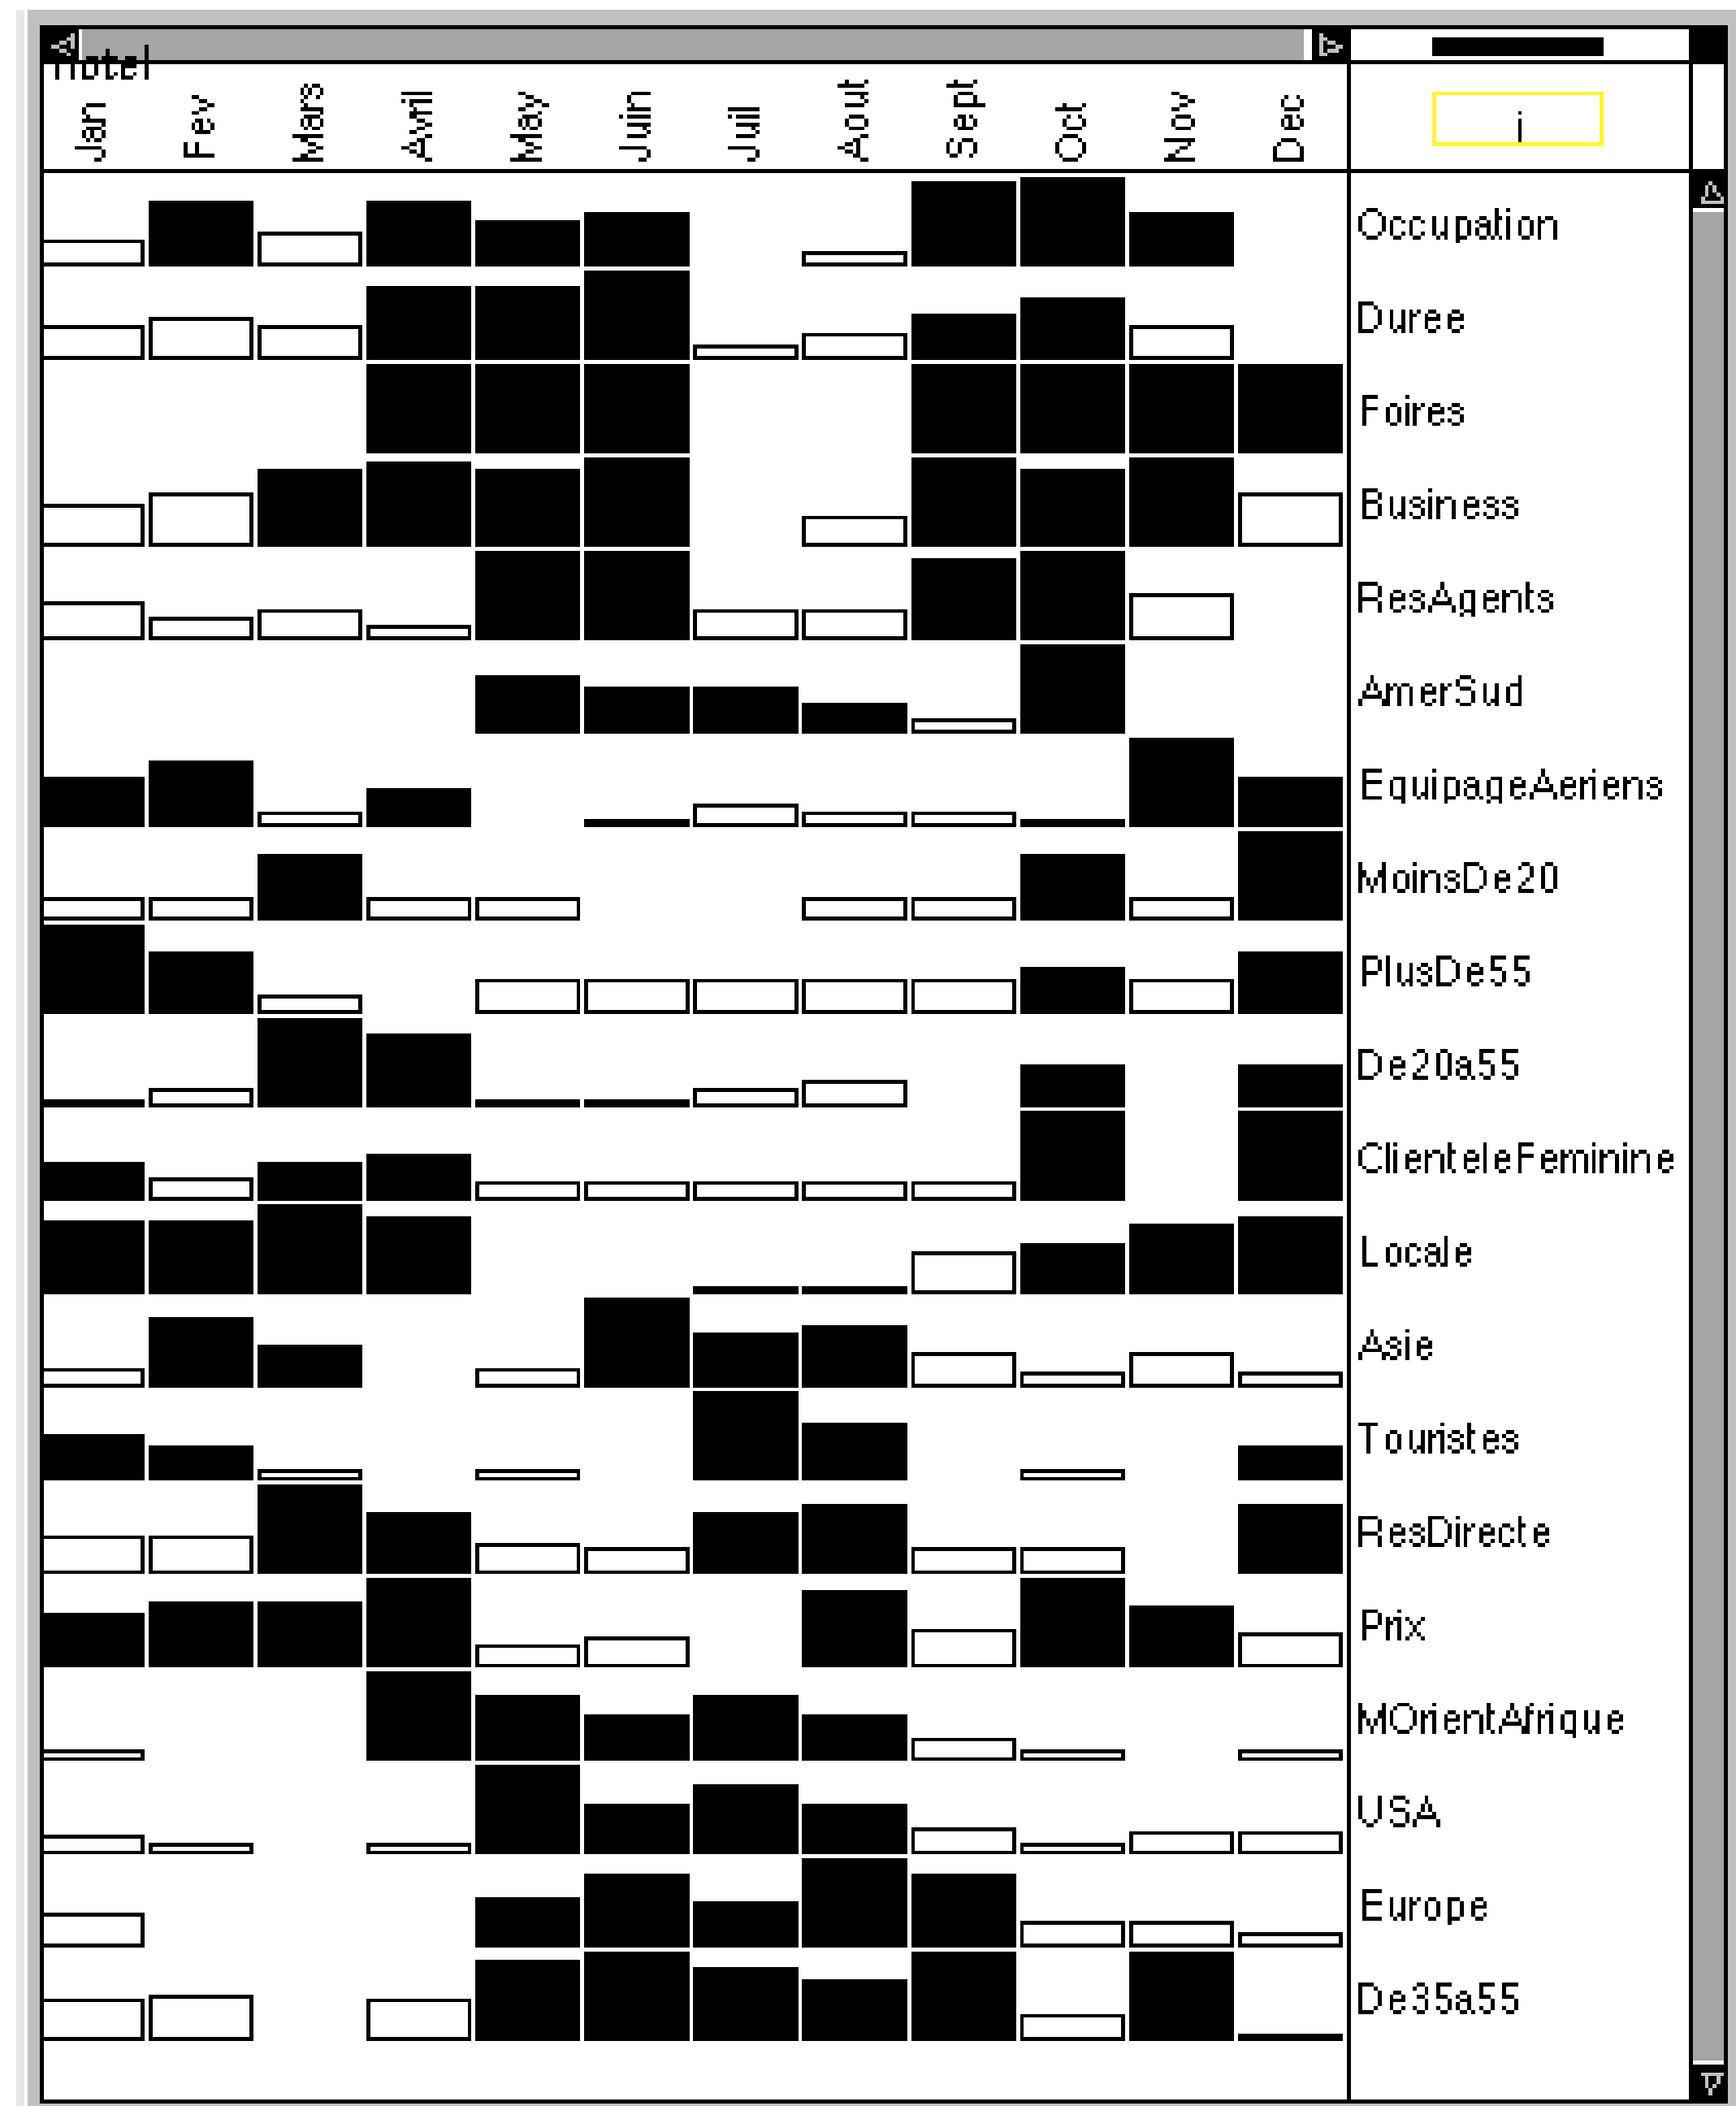 Hotel
Jan Fev Mars Avril May Juin Juil Aout Sept Oct Nov Dec
i
Occupation
Duree
Foires
Business
ResAgents
AmerSud
EquipageAeriens
MoinsDe20
PlusDe55
De20a55
ClienteleFeminine
Locale
Asie
Touristes
ResDirecte
Prix
MOrientAfrique
USA
Europe
De35a55